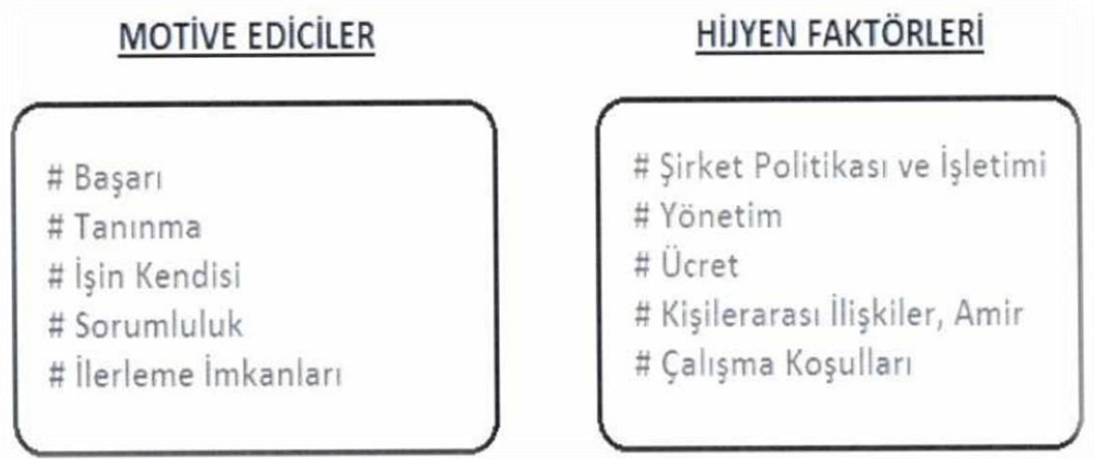 MOTİVE EDİCİLER
# Başarı
# Tanınma
# İşin Kendisi
# Sorumluluk
# İlerleme İmkanları
HİJYEN FAKTÖRLERİ
# Şirket Politikası ve İşletimi
# Yönetim
# Ücret
# Kişilerarası İlişkiler, Amir
# Çalışma Koşulları